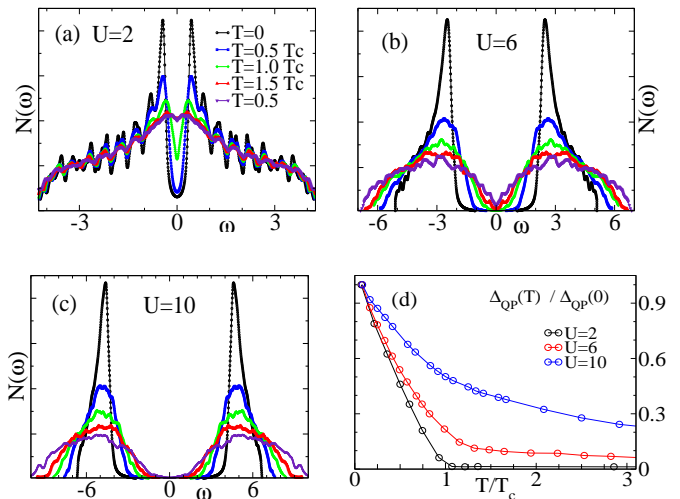 (a) U=2
T=0
T=0.5 Tc
T=1.0 Tc
T=1.5 Tc
T=0.5
N(ω)
-3 0 3
ω
(b) U=6
N(ω)
-6 -3 0 3 6
ω
(c) U=10
N(ω)
-6 0 6
ω
(d) Δ_QP(T) / Δ_QP(0)
U=2
U=6
U=10
0.9
0.6
0.3
0
0 1 2 3
T/T_c